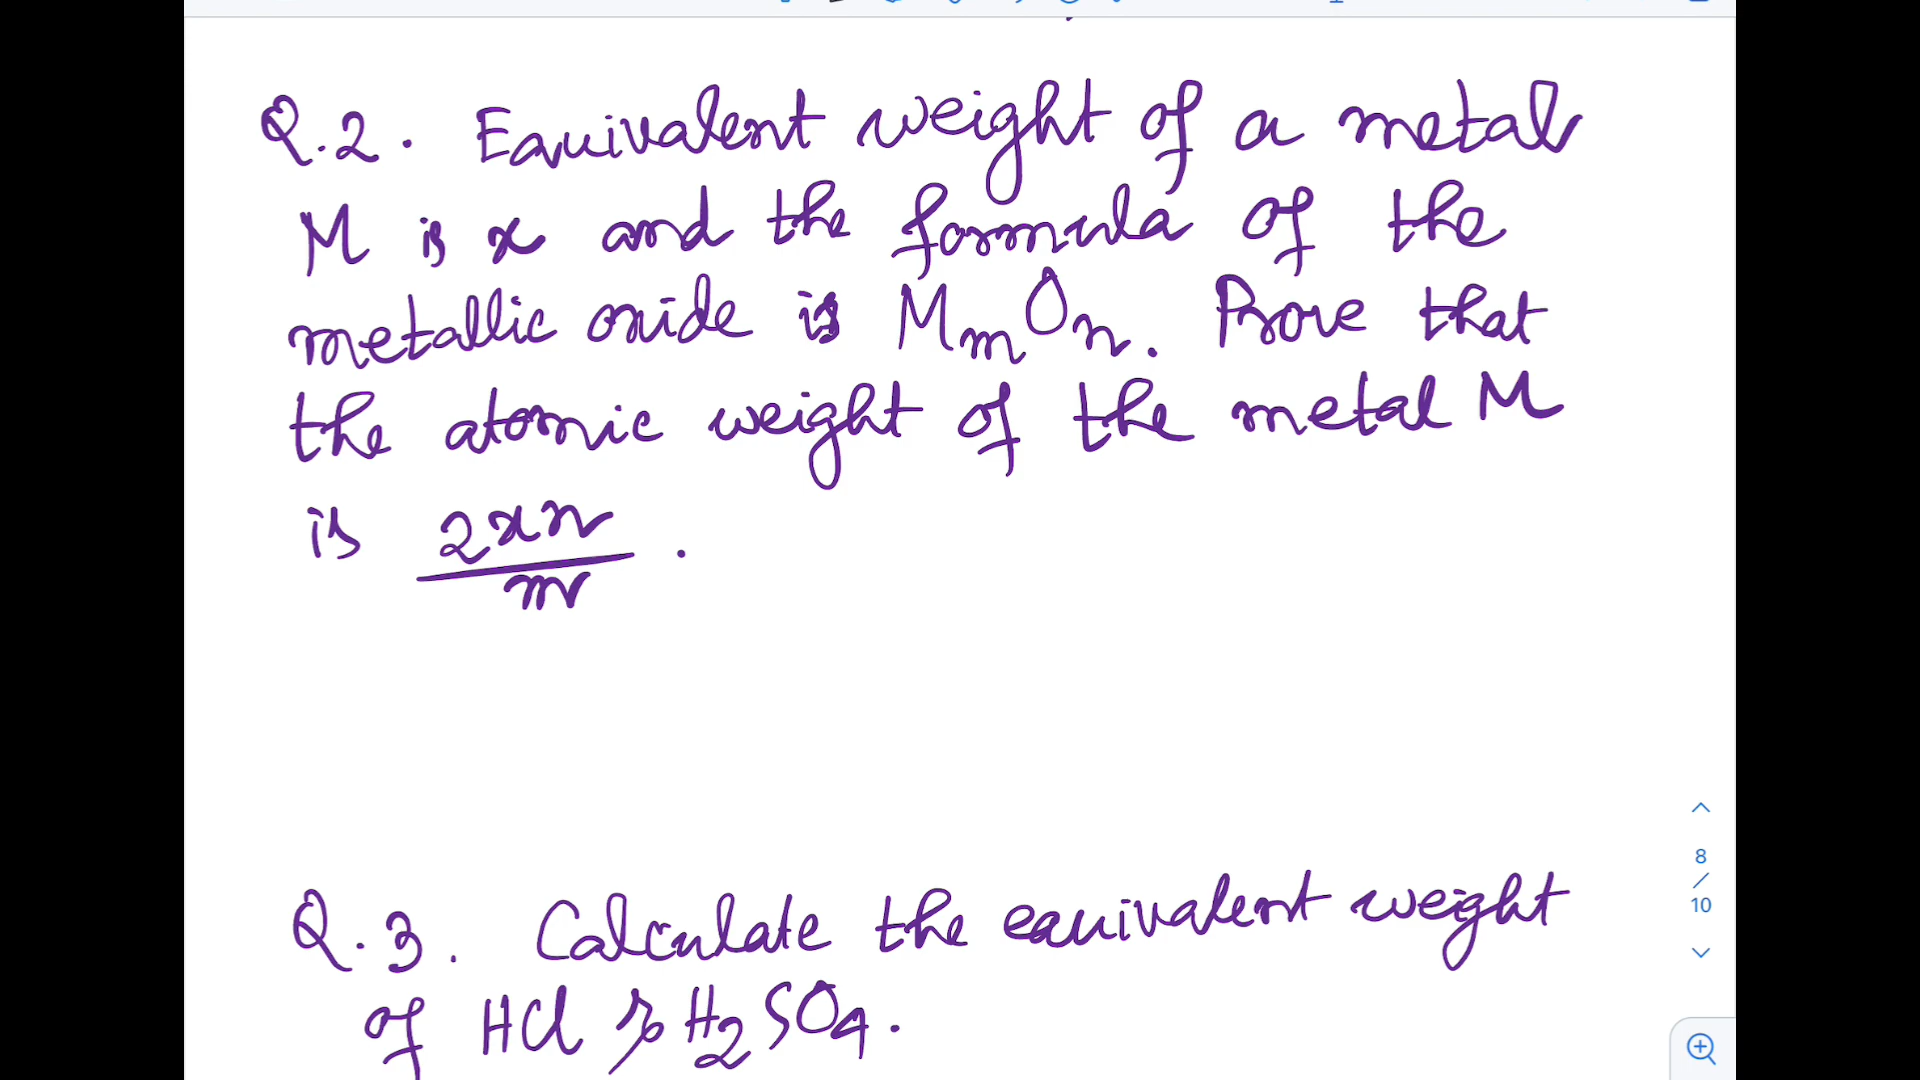 Q.2. Equivalent weight of a metal
M is x and the formula of the
metallic oxide is MmOn. Prove that
the atomic weight of the metal M
is 2xn/m.
Q.3. Calculate the equivalent weight
of HCl & H2SO4.
8
/
10